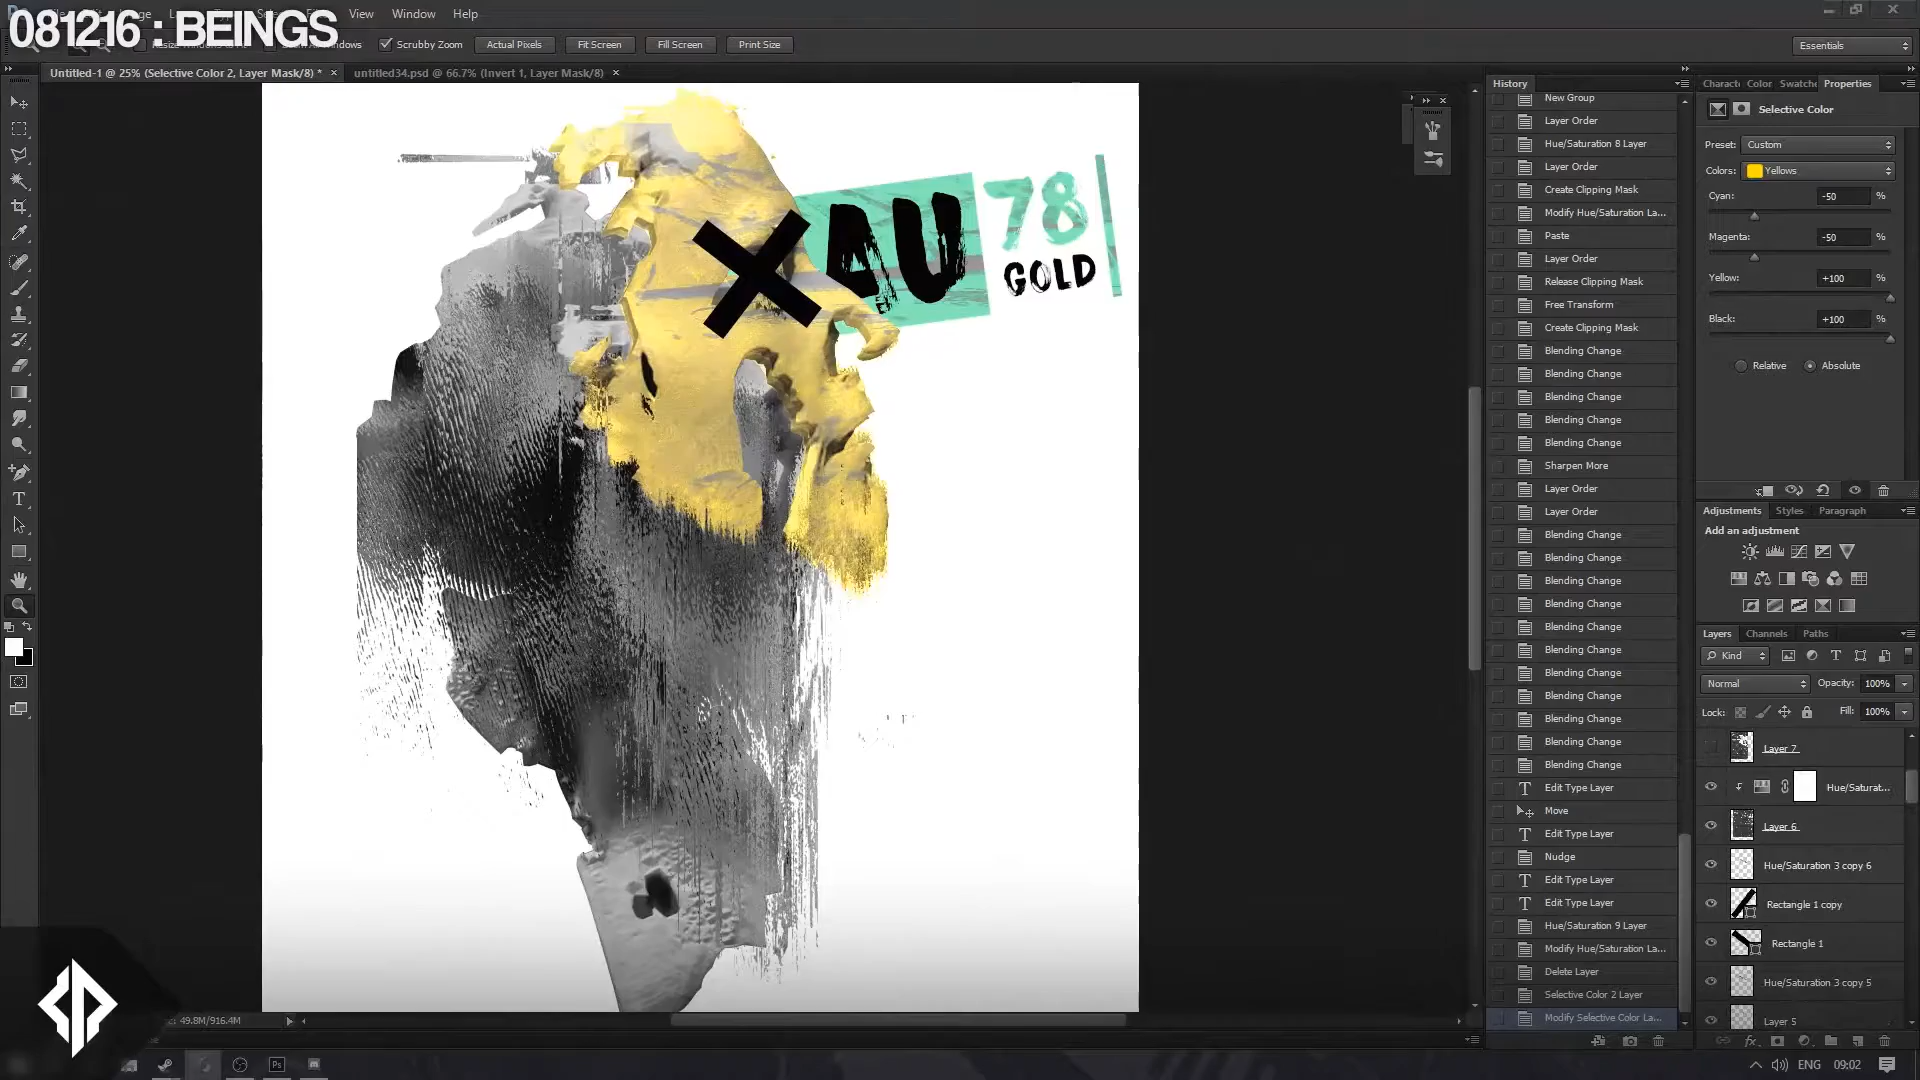 081216 : BEINGS
View
Window
Help
Scrubby Zoom
Actual Pixels
Fit Screen
Fill Screen
Print Size
Essentials
Untitled-1 @ 25% (Selective Color 2, Layer Mask/8) *
untitled34.psd @ 66.7% (Invert 1, Layer Mask/8)
AU
78
GOLD
History
New Group
Layer Order
Hue/Saturation 8 Layer
Layer Order
Create Clipping Mask
Modify Hue/Saturation La...
Paste
Layer Order
Release Clipping Mask
Free Transform
Create Clipping Mask
Blending Change
Blending Change
Blending Change
Blending Change
Blending Change
Sharpen More
Layer Order
Layer Order
Blending Change
Blending Change
Blending Change
Blending Change
Blending Change
Blending Change
Blending Change
Blending Change
Blending Change
Blending Change
Blending Change
Edit Type Layer
Move
Edit Type Layer
Nudge
Edit Type Layer
Edit Type Layer
Hue/Saturation 9 Layer
Modify Hue/Saturation La...
Delete Layer
Selective Color 2 Layer
Modify Selective Color La...
Charact
Color
Swatche
Properties
Selective Color
Preset: Custom
Colors: Yellows
Cyan: -50 %
Magenta: -50 %
Yellow: +100 %
Black: +100 %
Relative
Absolute
Adjustments
Styles
Paragraph
Add an adjustment
Layers
Channels
Paths
Kind
Normal
Opacity: 100%
Lock:
Fill: 100%
Layer 7
Hue/Saturat...
Layer 6
Hue/Saturation 3 copy 6
Rectangle 1 copy
Rectangle 1
Hue/Saturation 3 copy 5
Layer 5
49.8M/916.4M
ENG
09:02